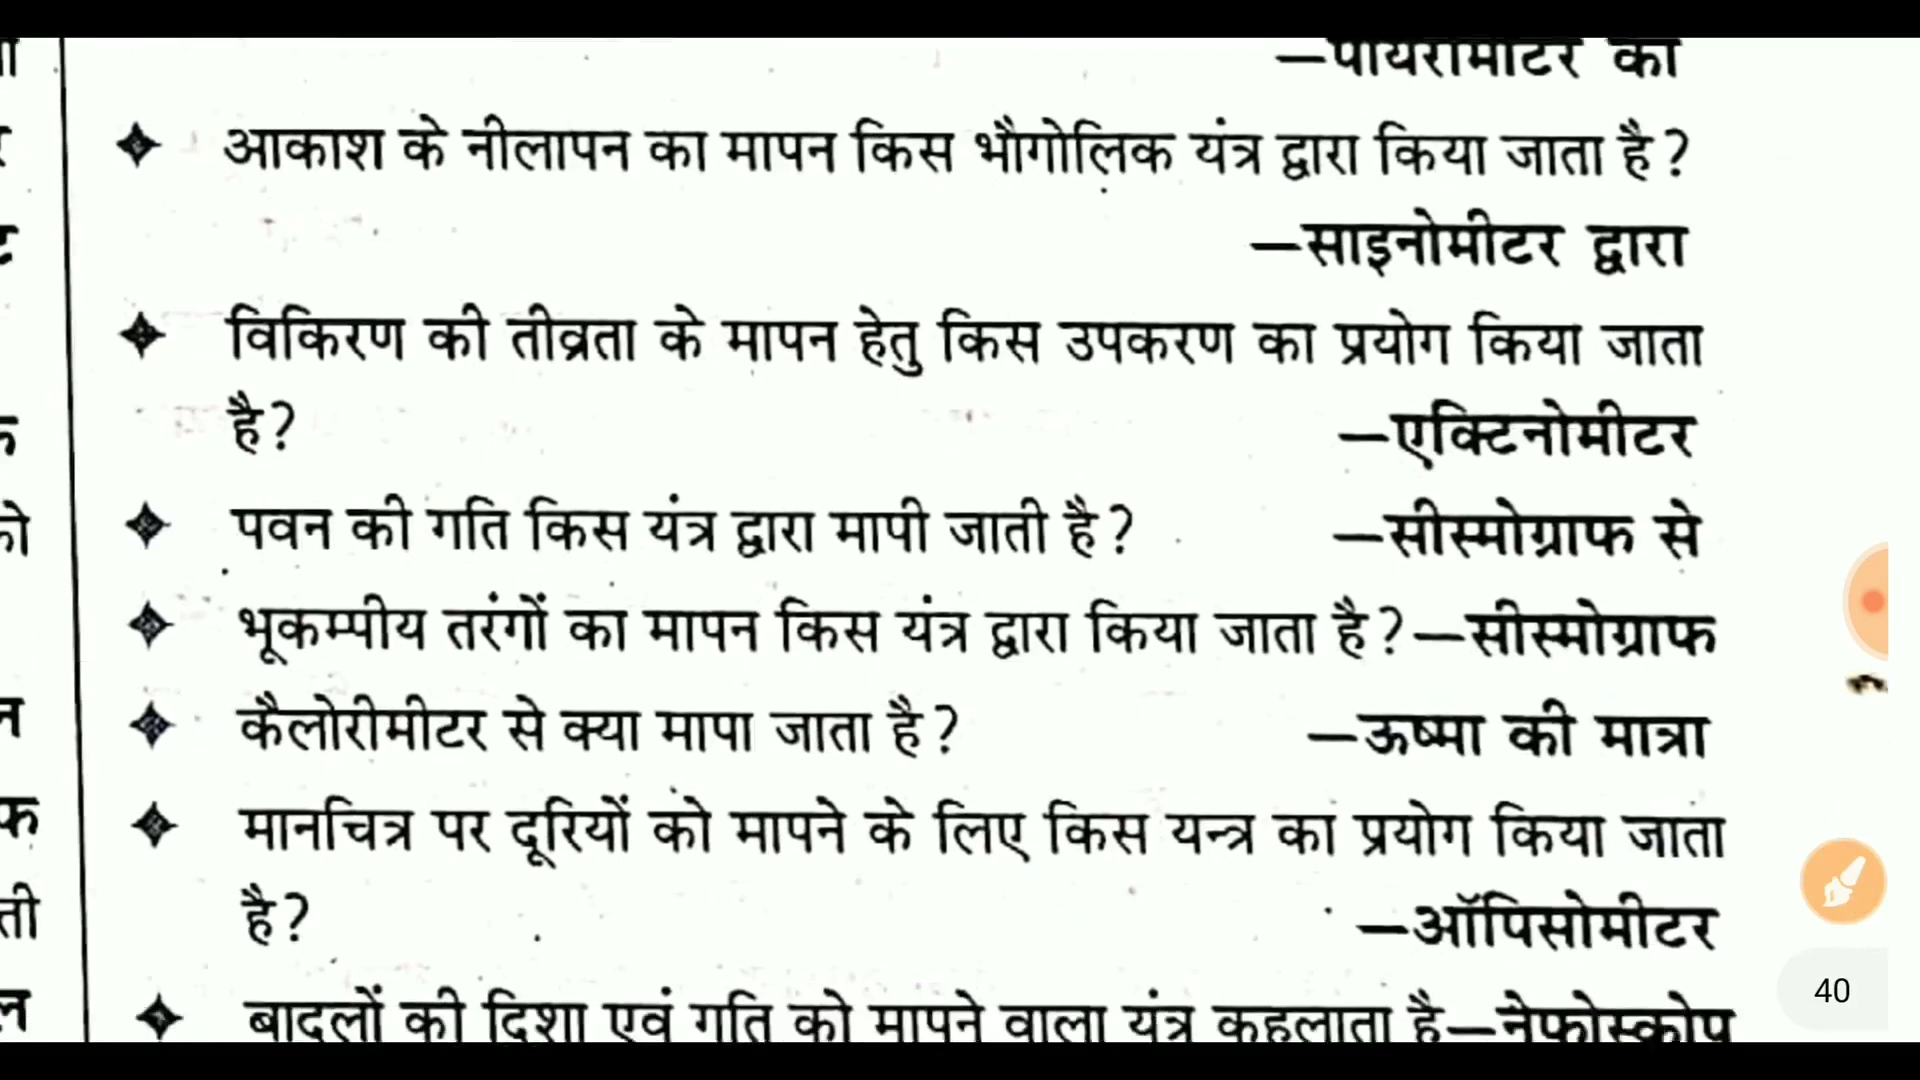 —पायरोमीटर का
आकाश के नीलापन का मापन किस भौगोलिक यंत्र द्वारा किया जाता है?
—साइनोमीटर द्वारा
विकिरण की तीव्रता के मापन हेतु किस उपकरण का प्रयोग किया जाता
है? —एक्टिनोमीटर
पवन की गति किस यंत्र द्वारा मापी जाती है? —सीस्मोग्राफ से
भूकम्पीय तरंगों का मापन किस यंत्र द्वारा किया जाता है?—सीस्मोग्राफ
कैलोरीमीटर से क्या मापा जाता है? —ऊष्मा की मात्रा
मानचित्र पर दूरियों को मापने के लिए किस यन्त्र का प्रयोग किया जाता
है? —ऑपिसोमीटर
बादलों की दिशा एवं गति को मापने वाला यंत्र कहलाता है—नेफोस्कोप
40